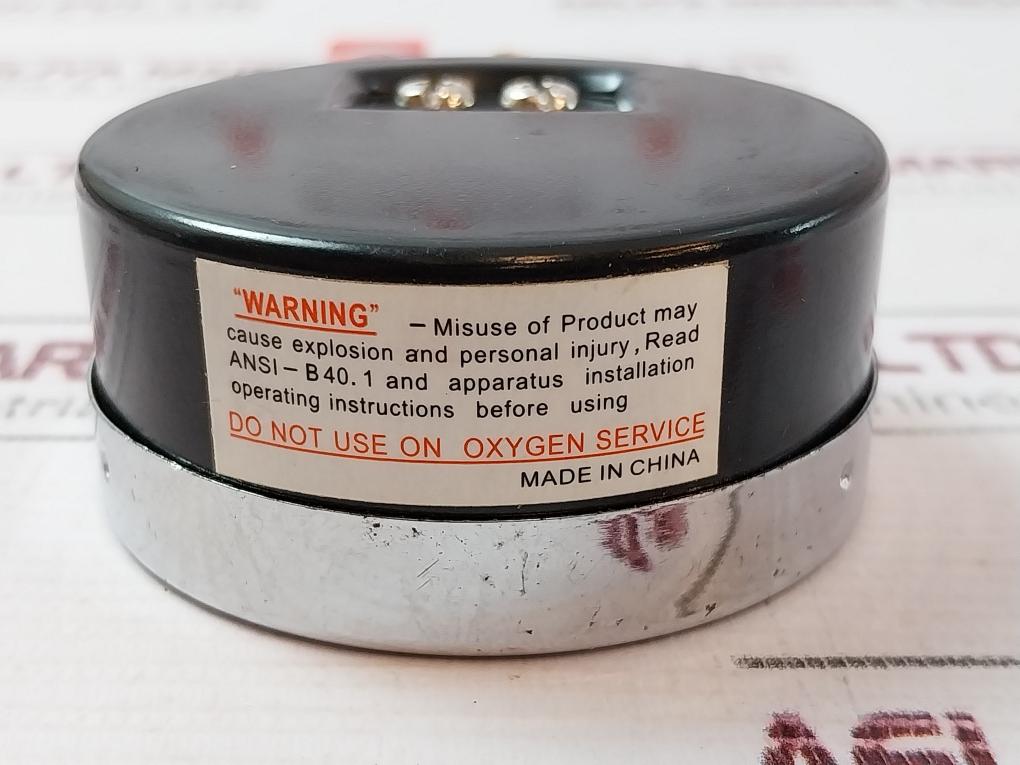 “WARNING” – Misuse of Product may
cause explosion and personal injury, Read
ANSI – B40.1 and apparatus installation
operating instructions before using
DO NOT USE ON OXYGEN SERVICE
MADE IN CHINA
LTD